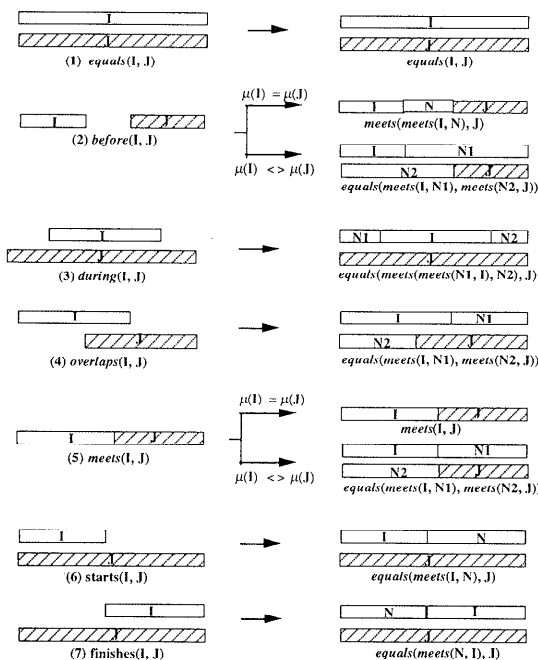 I
I
J
J
(1) equals(I, J)
equals(I, J)
μ(I) = μ(J)
I
J
I
N
J
(2) before(I, J)
meets(meets(I, N), J)
I
N1
μ(I) <> μ(J)
N2
J
equals(meets(I, N1), meets(N2, J))
I
N1
I
N2
J
J
(3) during(I, J)
equals(meets(meets(N1, I), N2), J)
I
I
N1
J
N2
J
(4) overlaps(I, J)
equals(meets(I, N1), meets(N2, J))
μ(I) = μ(J)
I
J
meets(I, J)
I
J
I
N1
(5) meets(I, J)
μ(I) <> μ(J)
N2
J
equals(meets(I, N1), meets(N2, J))
I
I
N
J
J
(6) starts(I, J)
equals(meets(I, N), J)
I
N
I
J
J
(7) finishes(I, J)
equals(meets(N, I), J)